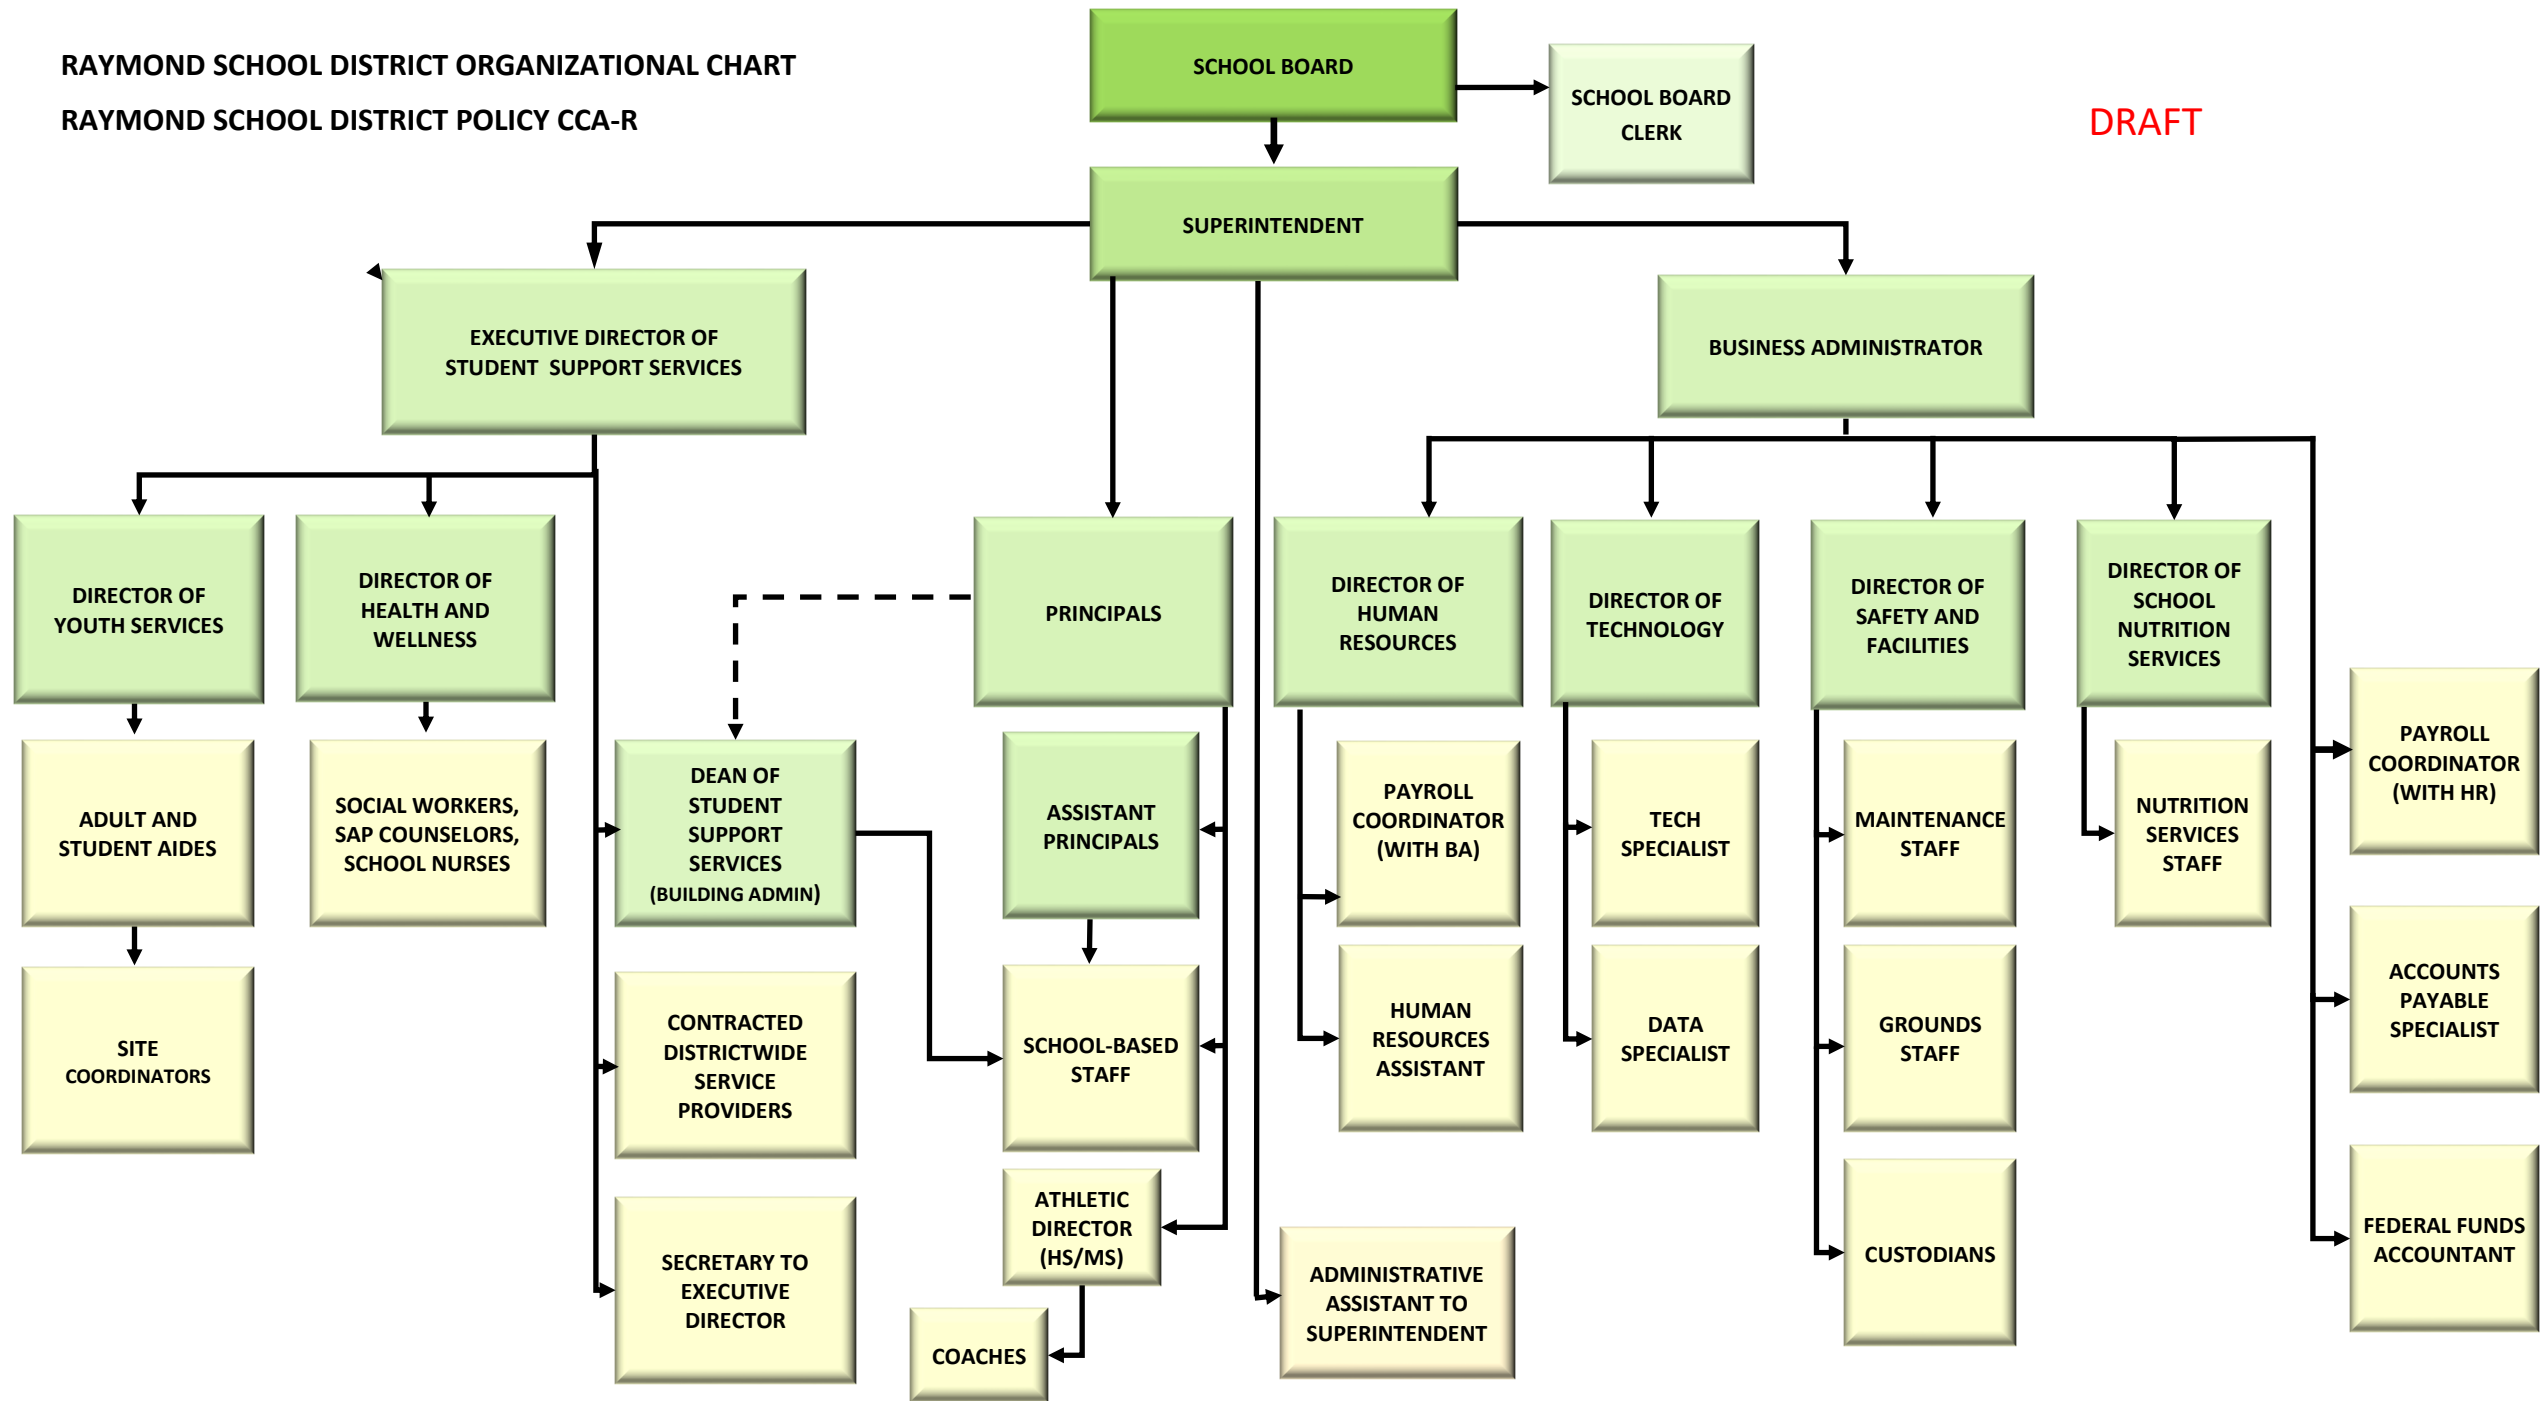 RAYMOND SCHOOL DISTRICT ORGANIZATIONAL CHART
RAYMOND SCHOOL DISTRICT POLICY CCA-R
DRAFT
SCHOOL BOARD
SCHOOL BOARD
CLERK
SUPERINTENDENT
EXECUTIVE DIRECTOR OF
STUDENT SUPPORT SERVICES
BUSINESS ADMINISTRATOR
DIRECTOR OF
YOUTH SERVICES
DIRECTOR OF
HEALTH AND
WELLNESS
PRINCIPALS
DIRECTOR OF
HUMAN
RESOURCES
DIRECTOR OF
TECHNOLOGY
DIRECTOR OF
SAFETY AND
FACILITIES
DIRECTOR OF
SCHOOL
NUTRITION
SERVICES
ADULT AND
STUDENT AIDES
SOCIAL WORKERS,
SAP COUNSELORS,
SCHOOL NURSES
DEAN OF
STUDENT
SUPPORT
SERVICES
(BUILDING ADMIN)
ASSISTANT
PRINCIPALS
PAYROLL
COORDINATOR
(WITH BA)
TECH
SPECIALIST
MAINTENANCE
STAFF
NUTRITION
SERVICES
STAFF
PAYROLL
COORDINATOR
(WITH HR)
SITE
COORDINATORS
CONTRACTED
DISTRICTWIDE
SERVICE
PROVIDERS
SCHOOL-BASED
STAFF
HUMAN
RESOURCES
ASSISTANT
DATA
SPECIALIST
GROUNDS
STAFF
ACCOUNTS
PAYABLE
SPECIALIST
SECRETARY TO
EXECUTIVE
DIRECTOR
ATHLETIC
DIRECTOR
(HS/MS)
COACHES
ADMINISTRATIVE
ASSISTANT TO
SUPERINTENDENT
CUSTODIANS
FEDERAL FUNDS
ACCOUNTANT